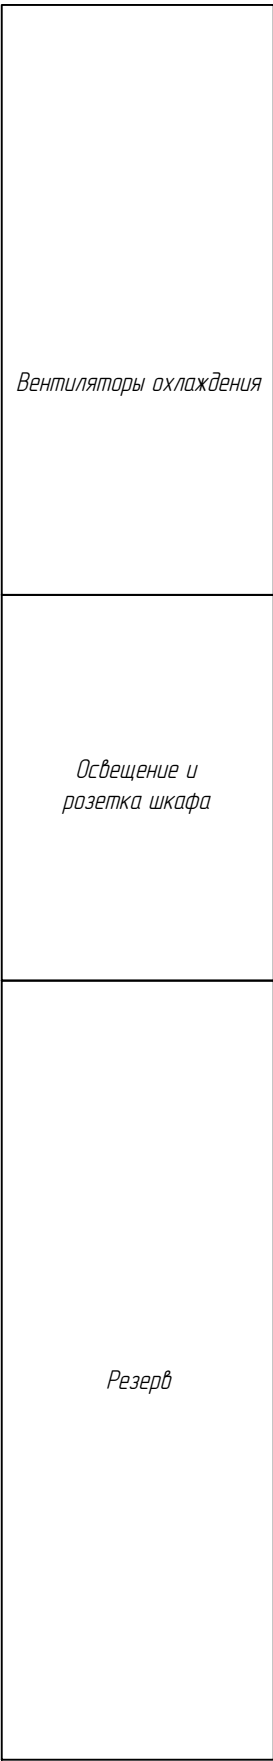 Вентиляторы охлаждения
Освещение и
розетка шкафа
Резерв